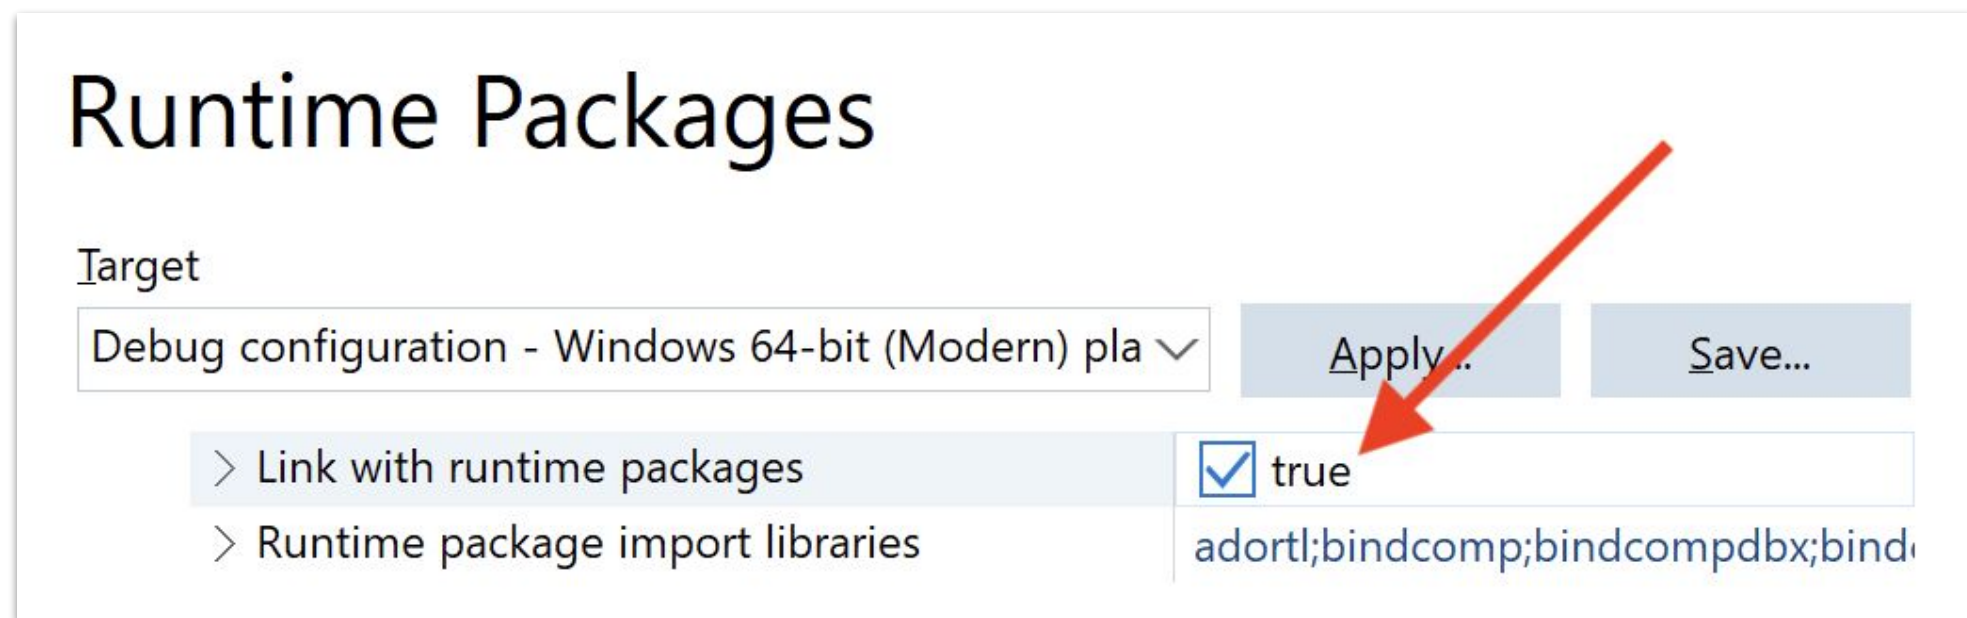 Runtime Packages
Target
Debug configuration - Windows 64-bit (Modern) pla
Apply...
Save...
Link with runtime packages
true
Runtime package import libraries
adortl;bindcomp;bindcompdbx;bind